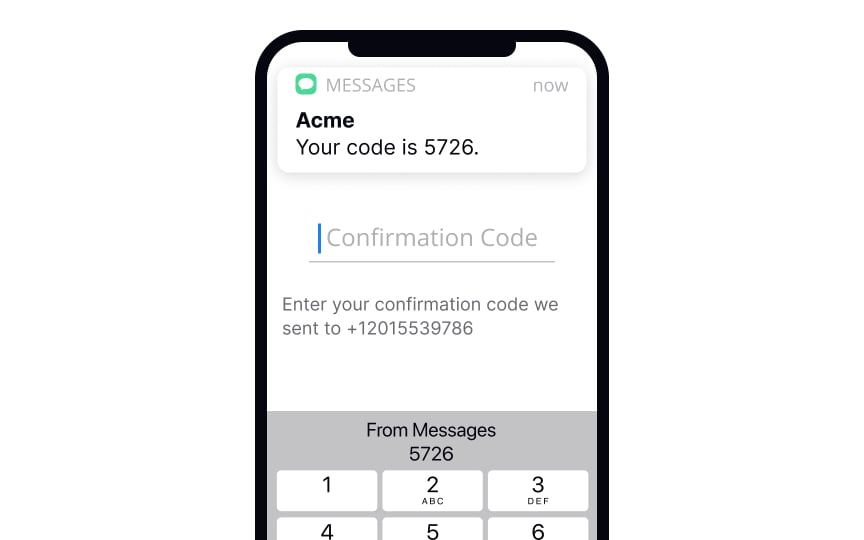 MESSAGES now
Acme
Your code is 5726.
Confirmation Code
Enter your confirmation code we
sent to +12015539786
From Messages
5726
1 2 3
ABC DEF
4 5 6